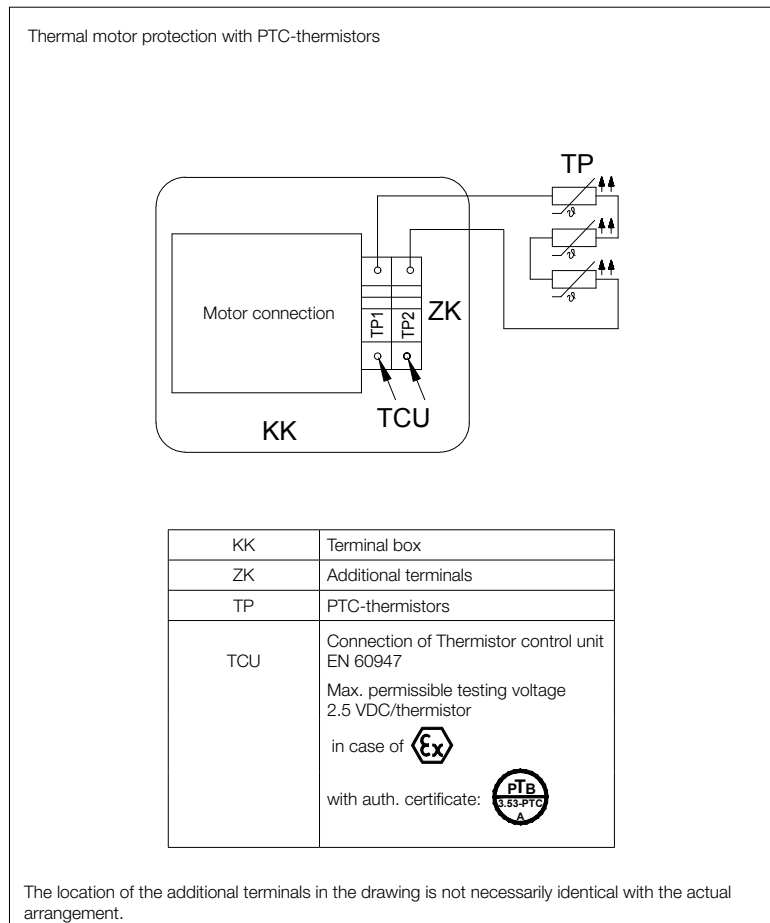 Thermal motor protection with PTC-thermistors
TP
ϑ
ϑ
ϑ
Motor connection
TP1
TP2
ZK
TCU
KK
KK Terminal box
ZK Additional terminals
TP PTC-thermistors
TCU Connection of Thermistor control unit
EN 60947
Max. permissible testing voltage
2.5 VDC/thermistor
in case of Ex
with auth. certificate: PTB
3.53-PTC
A
The location of the additional terminals in the drawing is not necessarily identical with the actual
arrangement.